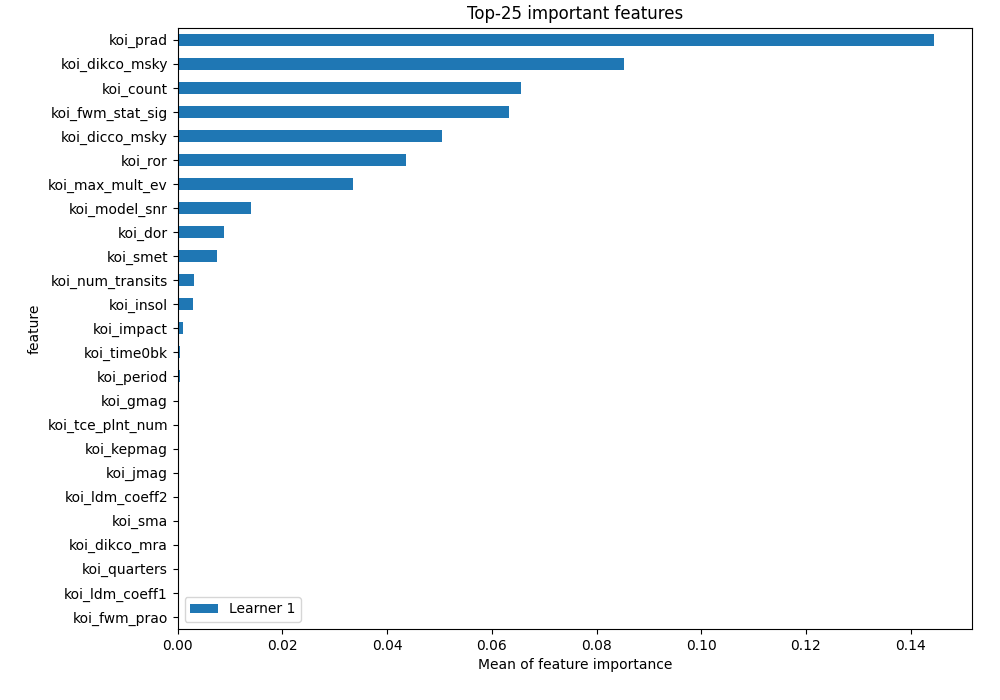 Top-25 important features
koi_prad
koi_dikco_msky
koi_count
koi_fwm_stat_sig
koi_dicco_msky
koi_ror
koi_max_mult_ev
koi_model_snr
koi_dor
koi_smet
koi_num_transits
koi_insol
koi_impact
koi_time0bk
koi_period
koi_gmag
koi_tce_plnt_num
koi_kepmag
koi_jmag
koi_ldm_coeff2
koi_sma
koi_dikco_mra
koi_quarters
koi_ldm_coeff1
koi_fwm_prao
feature
Learner 1
0.00 0.02 0.04 0.06 0.08 0.10 0.12 0.14
Mean of feature importance